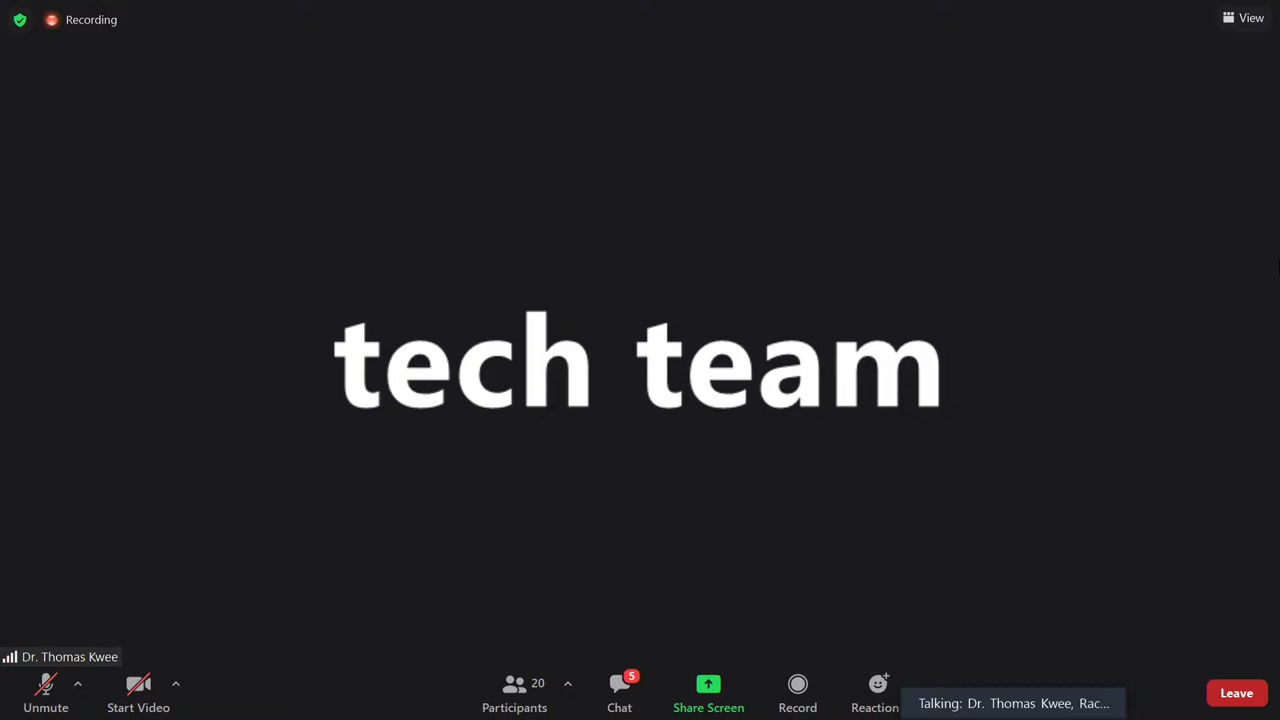 Recording
View
tech team
Dr. Thomas Kwee
20
5
Unmute
Start Video
Participants
Chat
Share Screen
Record
Reaction
Talking: Dr. Thomas Kwee, Rac...
Leave